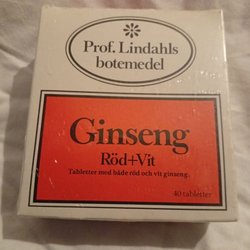 Prof. Lindahls
botemedel
Ginseng
Röd+Vit
Tabletter med både röd och vit ginseng.
40 tabletter